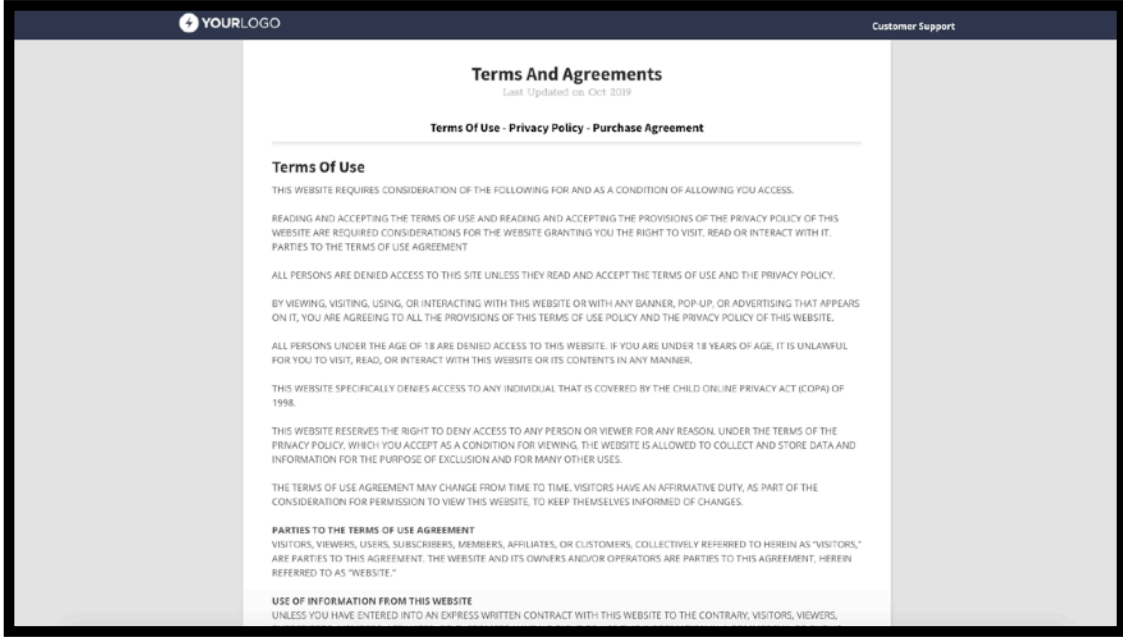 YOURLOGO
Customer Support
Terms And Agreements
Last Updated on Oct 2019
Terms Of Use - Privacy Policy - Purchase Agreement
Terms Of Use
THIS WEBSITE REQUIRES CONSIDERATION OF THE FOLLOWING FOR AND AS A CONDITION OF ALLOWING YOU ACCESS.
READING AND ACCEPTING THE TERMS OF USE AND READING AND ACCEPTING THE PROVISIONS OF THE PRIVACY POLICY OF THIS
WEBSITE ARE REQUIRED CONSIDERATIONS FOR THE WEBSITE GRANTING YOU THE RIGHT TO VISIT, READ OR INTERACT WITH IT.
PARTIES TO THE TERMS OF USE AGREEMENT
ALL PERSONS ARE DENIED ACCESS TO THIS SITE UNLESS THEY READ AND ACCEPT THE TERMS OF USE AND THE PRIVACY POLICY.
BY VIEWING, VISITING, USING, OR INTERACTING WITH THIS WEBSITE OR WITH ANY BANNER, POP-UP, OR ADVERTISING THAT APPEARS
ON IT, YOU ARE AGREEING TO ALL THE PROVISIONS OF THIS TERMS OF USE POLICY AND THE PRIVACY POLICY OF THIS WEBSITE.
ALL PERSONS UNDER THE AGE OF 18 ARE DENIED ACCESS TO THIS WEBSITE. IF YOU ARE UNDER 18 YEARS OF AGE, IT IS UNLAWFUL
FOR YOU TO VISIT, READ, OR INTERACT WITH THIS WEBSITE OR ITS CONTENTS IN ANY MANNER.
THIS WEBSITE SPECIFICALLY DENIES ACCESS TO ANY INDIVIDUAL THAT IS COVERED BY THE CHILD ONLINE PRIVACY ACT (COPA) OF
1998.
THIS WEBSITE RESERVES THE RIGHT TO DENY ACCESS TO ANY PERSON OR VIEWER FOR ANY REASON. UNDER THE TERMS OF THE
PRIVACY POLICY, WHICH YOU ACCEPT AS A CONDITION FOR VIEWING, THE WEBSITE IS ALLOWED TO COLLECT AND STORE DATA AND
INFORMATION FOR THE PURPOSE OF EXCLUSION AND FOR MANY OTHER USES.
THE TERMS OF USE AGREEMENT MAY CHANGE FROM TIME TO TIME. VISITORS HAVE AN AFFIRMATIVE DUTY, AS PART OF THE
CONSIDERATION FOR PERMISSION TO VIEW THIS WEBSITE, TO KEEP THEMSELVES INFORMED OF CHANGES.
PARTIES TO THE TERMS OF USE AGREEMENT
VISITORS, VIEWERS, USERS, SUBSCRIBERS, MEMBERS, AFFILIATES, OR CUSTOMERS, COLLECTIVELY REFERRED TO HEREIN AS "VISITORS,"
ARE PARTIES TO THIS AGREEMENT. THE WEBSITE AND ITS OWNERS AND/OR OPERATORS ARE PARTIES TO THIS AGREEMENT, HEREIN
REFERRED TO AS "WEBSITE."
USE OF INFORMATION FROM THIS WEBSITE
UNLESS YOU HAVE ENTERED INTO AN EXPRESS WRITTEN CONTRACT WITH THIS WEBSITE TO THE CONTRARY, VISITORS, VIEWERS,